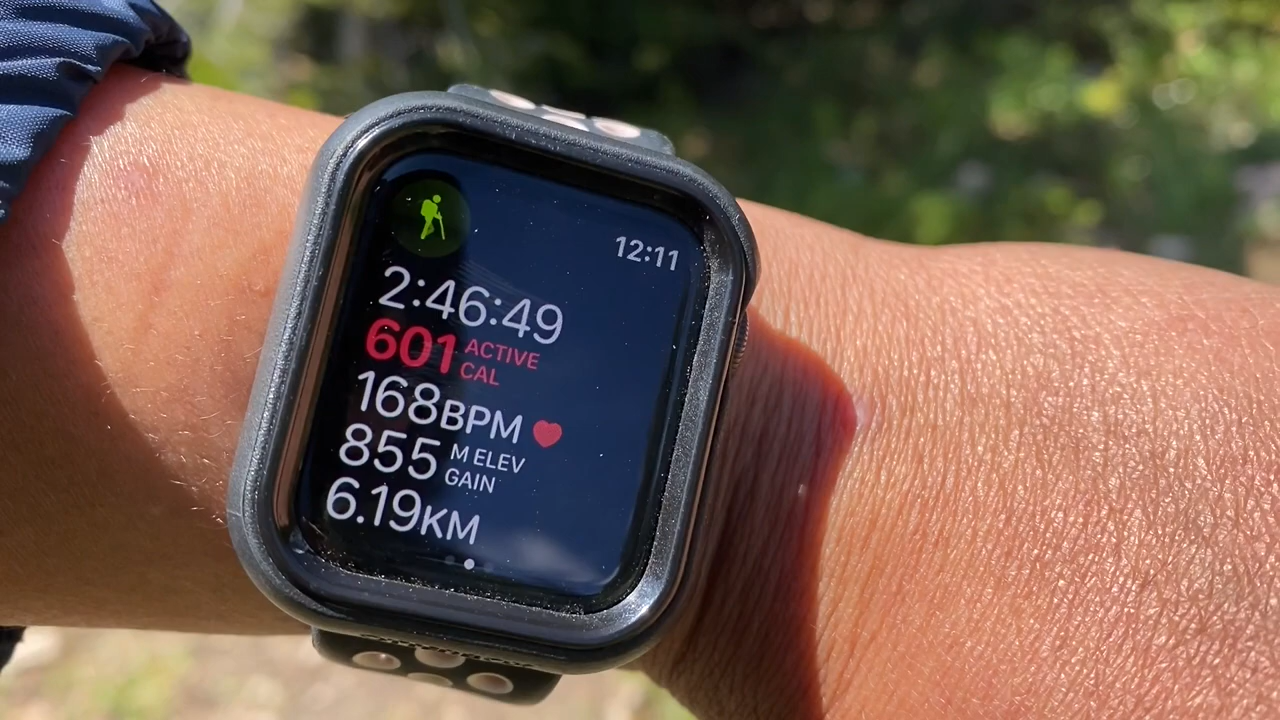 12:11
2:46:49
601 ACTIVE
CAL
168BPM
855 M ELEV
GAIN
6.19KM